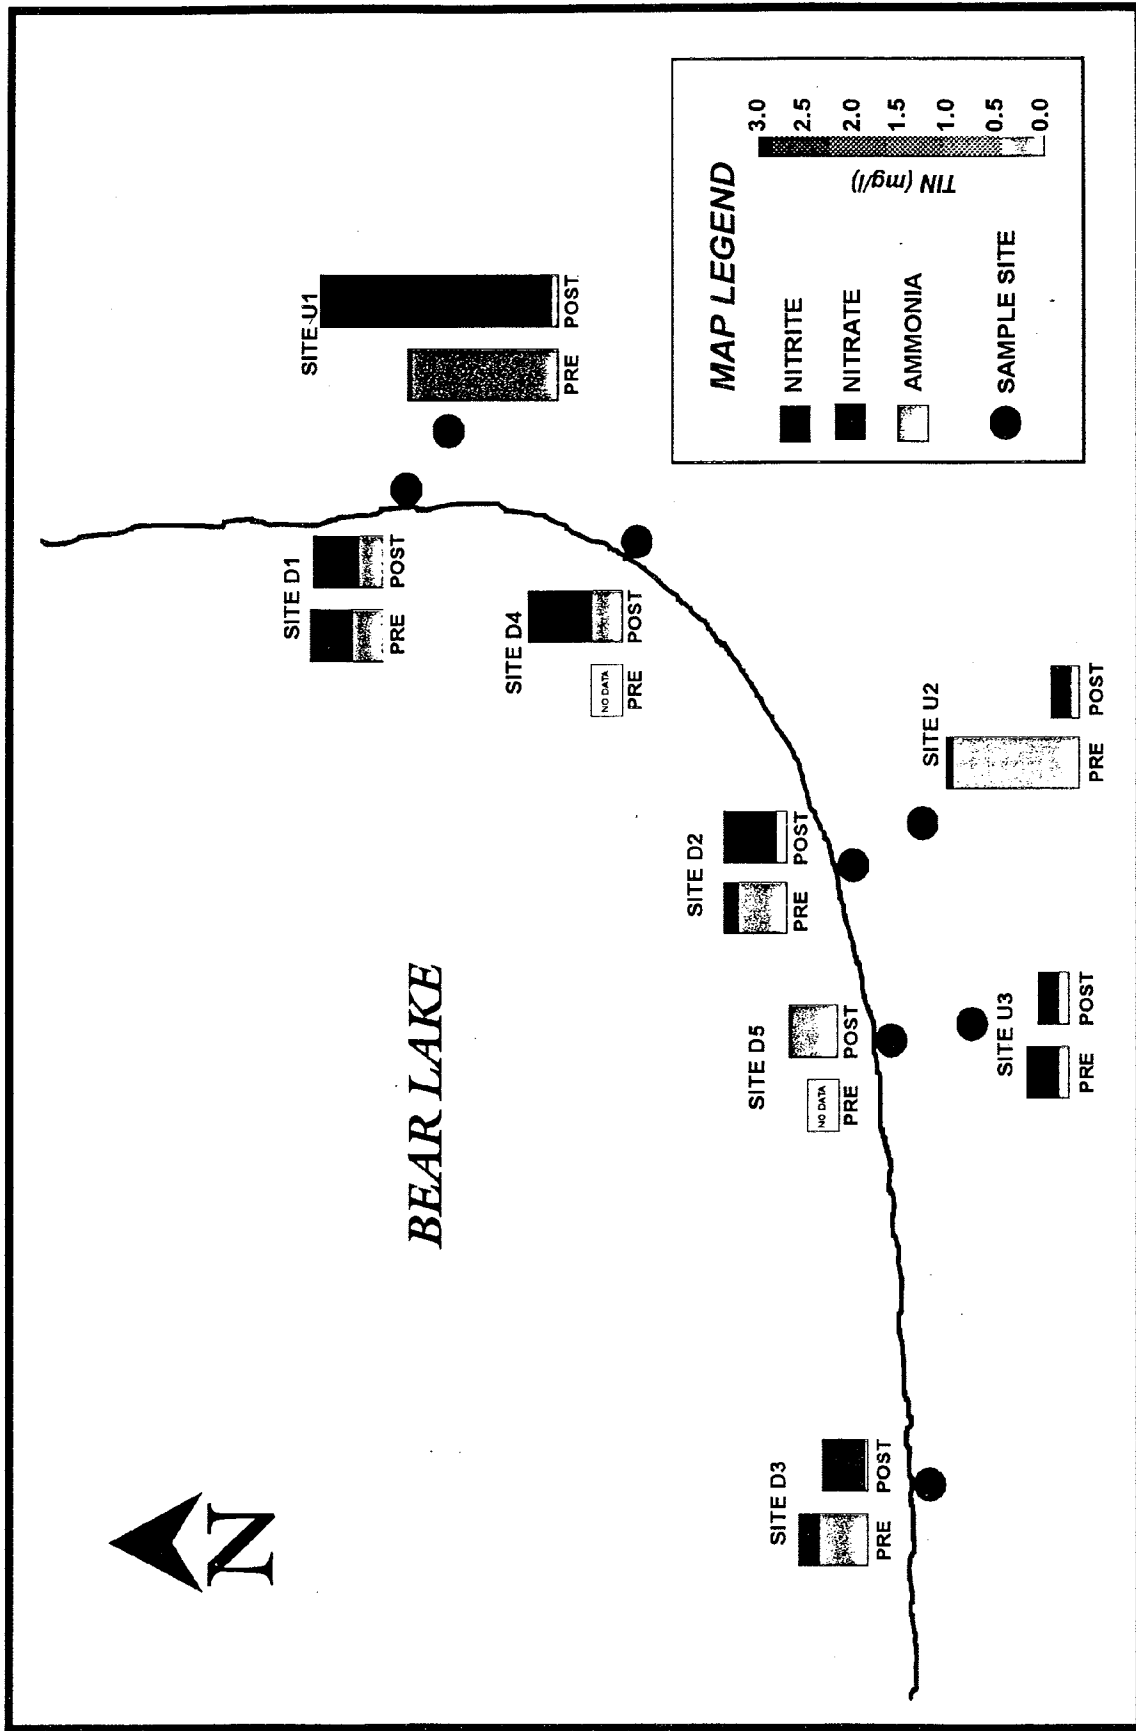 N
BEAR LAKE
SITE D3
PRE
POST
SITE D5
NO DATA
PRE
POST
SITE D2
PRE
POST
SITE U3
PRE
POST
SITE U2
PRE
POST
SITE D4
NO DATA
PRE
POST
SITE D1
PRE
POST
SITE U1
PRE
POST
MAP LEGEND
NITRITE
NITRATE
AMMONIA
SAMPLE SITE
TIN (mg/l)
3.0
2.5
2.0
1.5
1.0
0.5
0.0